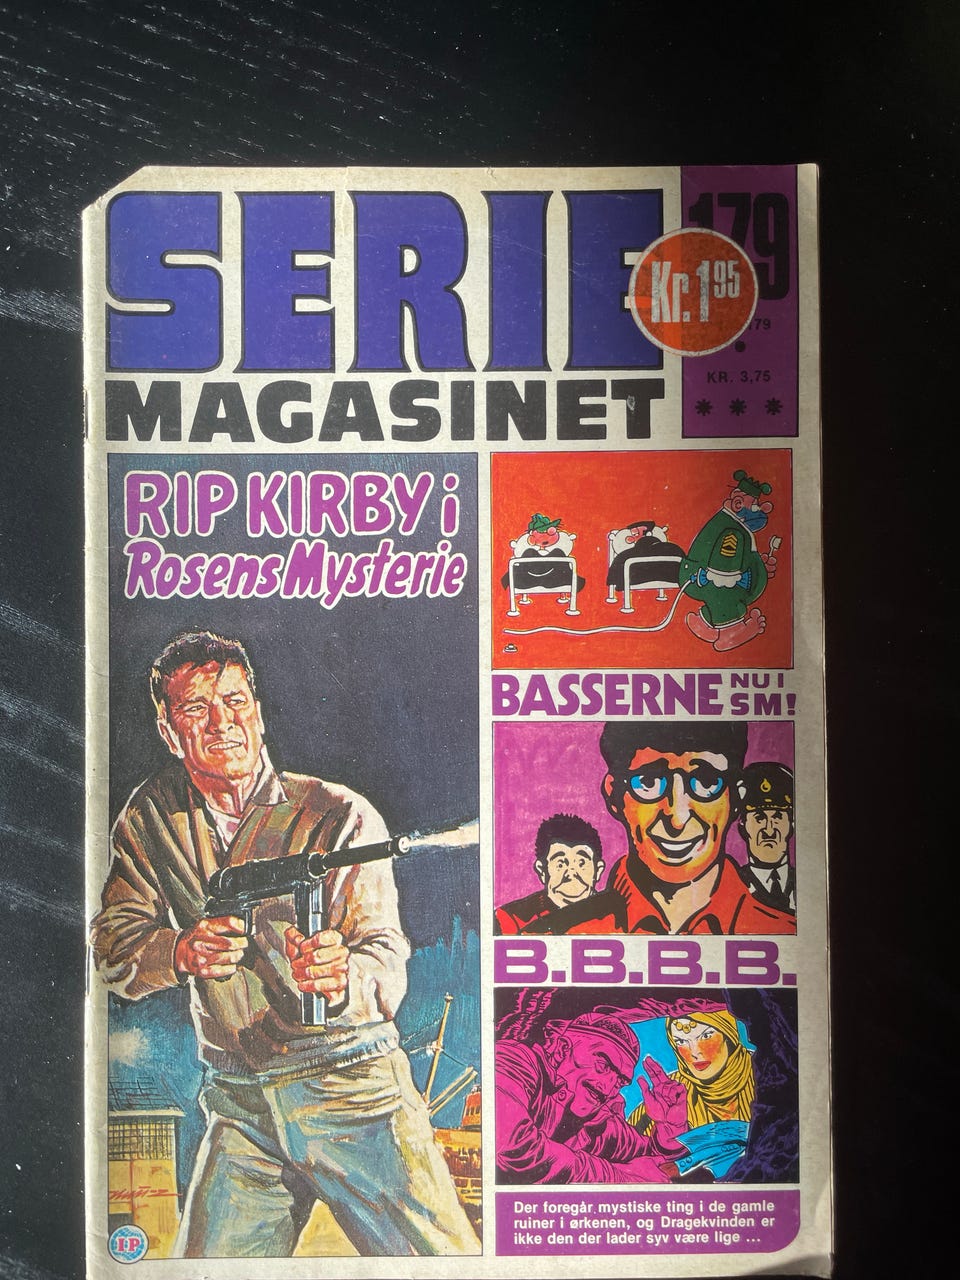 SERIE
MAGASINET
179
Kr. 1 95
79
KR. 3,75
* * *
RIP KIRBY i
Rosens Mysterie
BASSERNE NU I
SM!
B.B.B.B.
Der foregår mystiske ting i de gamle
ruiner i ørkenen, og Dragekvinden er
ikke den der lader syv være lige ...
I·P